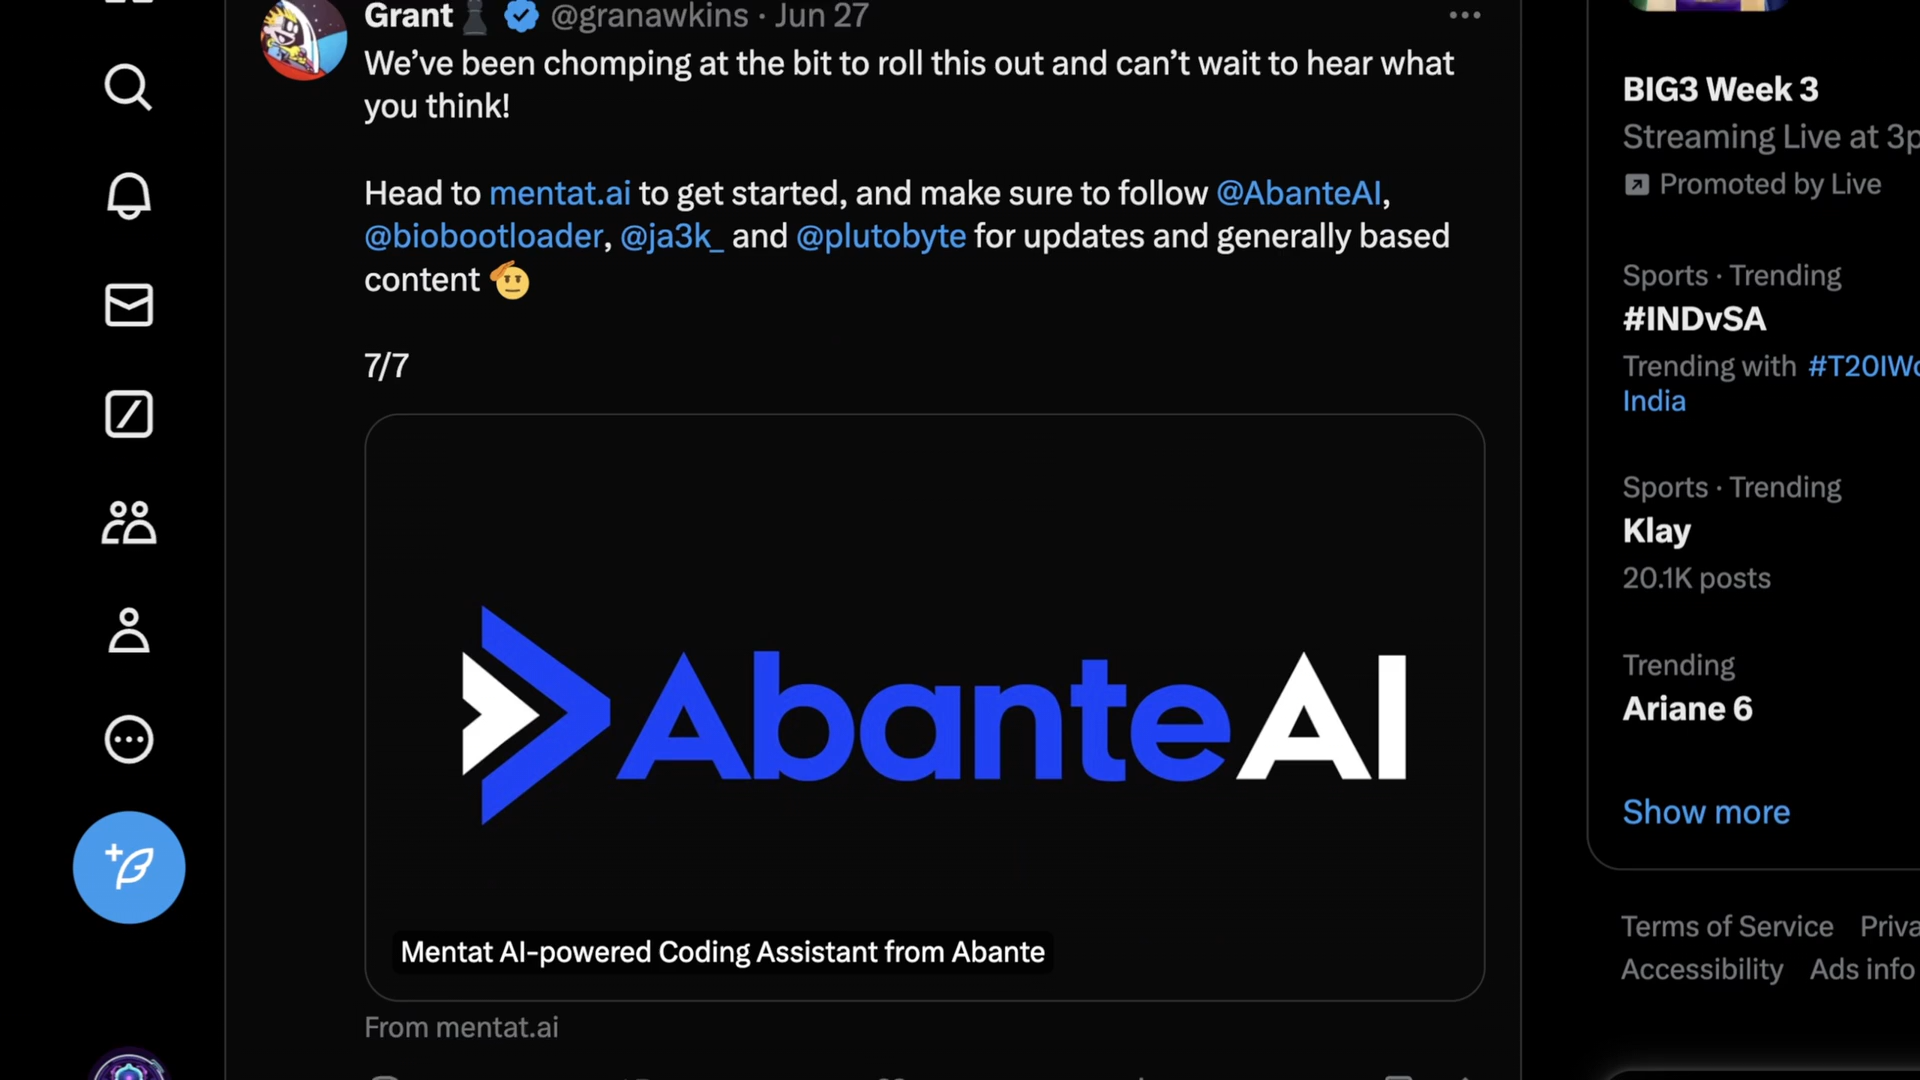 Grant @granawkins · Jun 27
We’ve been chomping at the bit to roll this out and can’t wait to hear what
you think!
Head to mentat.ai to get started, and make sure to follow @AbanteAI,
@biobootloader, @ja3k_ and @plutobyte for updates and generally based
content
7/7
AbanteAI
Mentat AI-powered Coding Assistant from Abante
From mentat.ai
BIG3 Week 3
Streaming Live at 3p
Promoted by Live
Sports · Trending
#INDvSA
Trending with #T20IWo
India
Sports · Trending
Klay
20.1K posts
Trending
Ariane 6
Show more
Terms of Service Priva
Accessibility Ads info